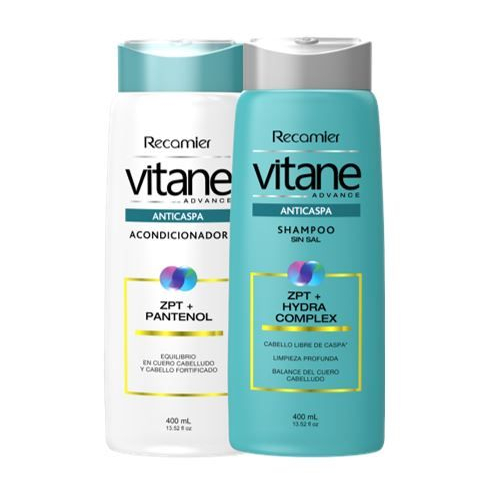 Recamier
vitane
ADVANCE
ANTICASPA
ACONDICIONADOR
ZPT +
PANTENOL
EQUILIBRIO
EN CUERO CABELLUDO
Y CABELLO FORTIFICADO
400 mL
13.52 fl oz
Recamier
vitane
ADVANCE
ANTICASPA
SHAMPOO
SIN SAL
ZPT +
HYDRA
COMPLEX
CABELLO LIBRE DE CASPA*
LIMPIEZA PROFUNDA
BALANCE DEL CUERO
CABELLUDO
400 mL
13.52 fl oz